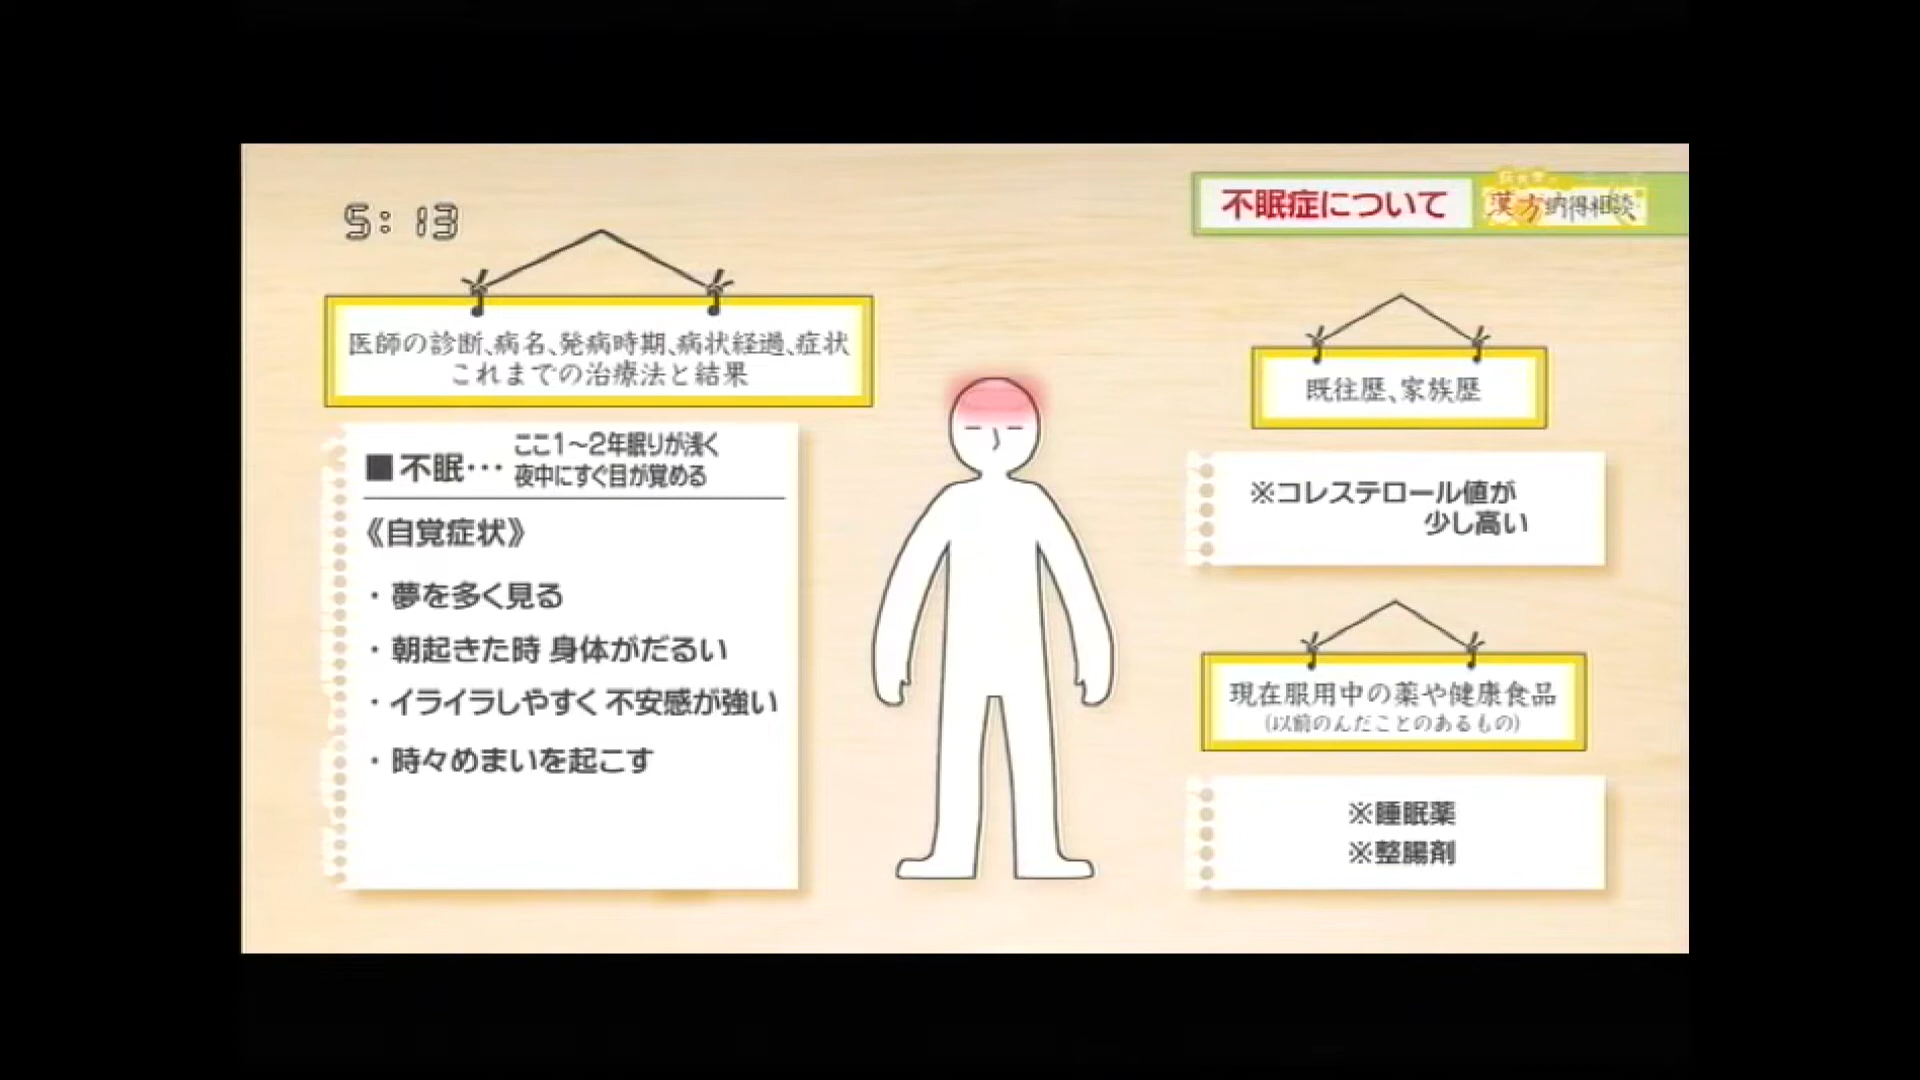 5:13
不眠症について
漢方納得相談
医師の診断、病名、発病時期、病状経過、症状
これまでの治療法と結果
■不眠… ここ1～2年眠りが浅く
夜中にすぐ目が覚める
《自覚症状》
・夢を多く見る
・朝起きた時 身体がだるい
・イライラしやすく 不安感が強い
・時々めまいを起こす
既往歴、家族歴
※コレステロール値が
少し高い
現在服用中の薬や健康食品
(以前のんだことのあるもの)
※睡眠薬
※整腸剤